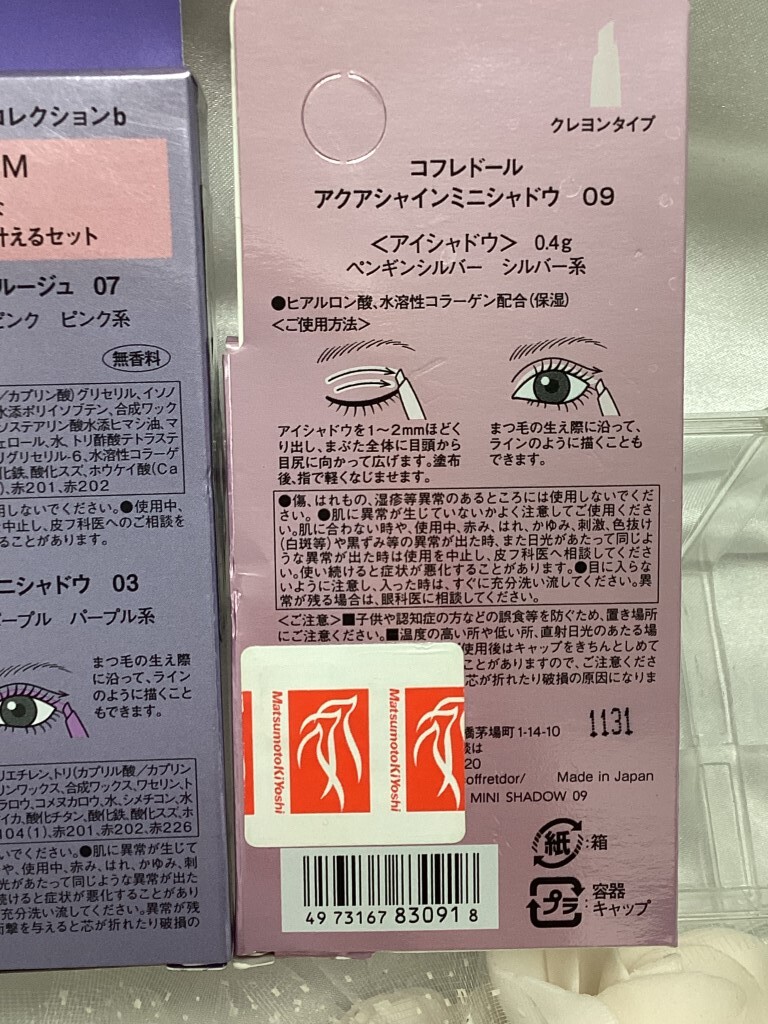 コレクションb
M
叶えるセット
ルージュ 07
ピンク ピンク系
無香料
／カプリン酸)グリセリル、イソノ
水添ポリイソブテン、合成ワック
ソステアリン酸水添ヒマシ油、マ
ェロール、水、トリ酢酸テトラステ
リグリセリル-6、水溶性コラーゲ
化鉄、酸化スズ、ホウケイ酸(Ca
)、赤201、赤202
用しないでください。●使用中、
中止し、皮フ科医へのご相談を
ることがあります。
ニシャドウ 03
パープル パープル系
まつ毛の生え際
に沿って、ライン
のように描くこと
もできます。
リエチレン、トリ(カプリル酸／カプリン
リンワックス、合成ワックス、ワセリン、ト
ラロウ、コメヌカロウ、水、シメチコン、水
イカ、酸化チタン、酸化鉄、酸化スズ、ホ
104(1)、赤201、赤202、赤226
いでください。●肌に異常が生じて
や、使用中、赤み、はれ、かゆみ、刺
光があたって同じような異常が出た
続けると症状が悪化することがあり
充分洗い流してください。異常が残
衝撃を与えると芯が折れたり破損の
クレヨンタイプ
コフレドール
アクアシャインミニシャドウ 09
＜アイシャドウ＞ 0.4g
ペンギンシルバー シルバー系
●ヒアルロン酸、水溶性コラーゲン配合(保湿)
＜ご使用方法＞
アイシャドウを1～2mmほどく
り出し、まぶた全体に目頭から
目尻に向かって広げます。塗布
後、指で軽くなじませます。
まつ毛の生え際に沿って、
ラインのように描くことも
できます。
●傷、はれもの、湿疹等異常のあるところには使用しないでくだ
さい。●肌に異常が生じていないかよく注意してご使用くださ
い。肌に合わない時や、使用中、赤み、はれ、かゆみ、刺激、色抜け
(白斑等)や黒ずみ等の異常が出た時、また日光があたって同じよ
うな異常が出た時は使用を中止し、皮フ科医へ相談してくださ
い。使い続けると症状が悪化することがあります。●目に入らな
いように注意し、入った時は、すぐに充分洗い流してください。異
常が残る場合は、眼科医に相談してください。
＜ご注意＞■子供や認知症の方などの誤食等を防ぐため、置き場所
にご注意ください。■温度の高い所や低い所、直射日光のあたる場
使用後はキャップをきちんとしめて
ことがありますので、ご注意くださ
芯が折れたり破損の原因になりま
橋茅場町1-14-10
1131
談は
20
offretdor/ Made in Japan
MINI SHADOW 09
MatsumotoKiYoshi
MatsumotoKiYoshi
紙 :箱
プラ :容器
キャップ
4973167830918